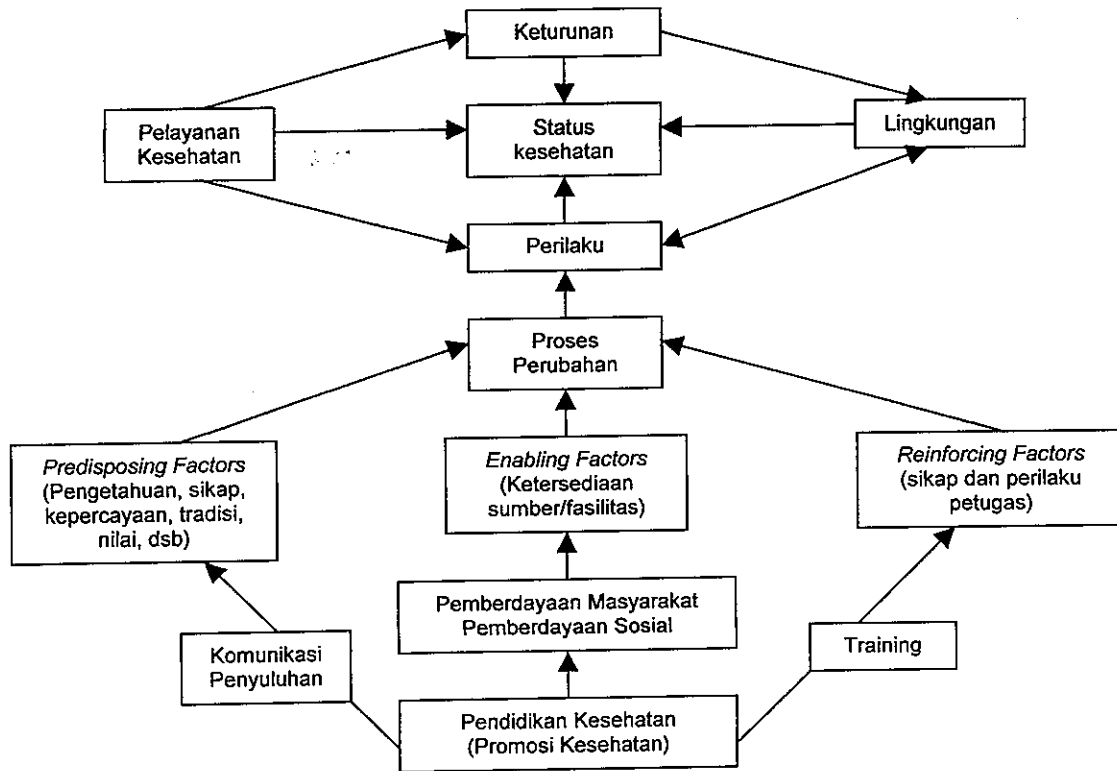 Keturunan
Pelayanan
Kesehatan
Status
kesehatan
Lingkungan
Perilaku
Proses
Perubahan
Predisposing Factors
(Pengetahuan, sikap,
kepercayaan, tradisi,
nilai, dsb)
Enabling Factors
(Ketersediaan
sumber/fasilitas)
Reinforcing Factors
(sikap dan perilaku
petugas)
Pemberdayaan Masyarakat
Pemberdayaan Sosial
Komunikasi
Penyuluhan
Training
Pendidikan Kesehatan
(Promosi Kesehatan)